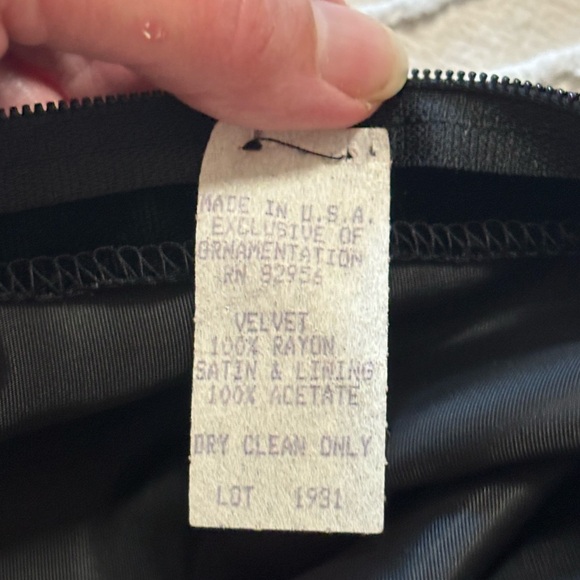 MADE IN U.S.A.
EXCLUSIVE OF
ORNAMENTATION
RN 82956
VELVET
100% RAYON
SATIN & LINING
100% ACETATE
DRY CLEAN ONLY
LOT 1931